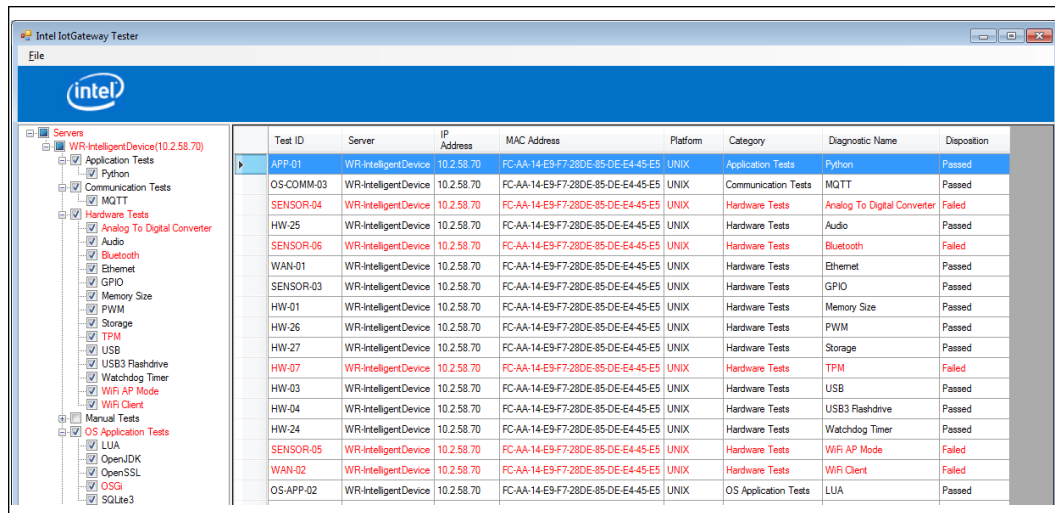 Intel IotGateway Tester
File
intel
Servers
WR-IntelligentDevice(10.2.58.70)
Application Tests
Python
Communication Tests
MQTT
Hardware Tests
Analog To Digital Converter
Audio
Bluetooth
Ethernet
GPIO
Memory Size
PWM
Storage
TPM
USB
USB3 Flashdrive
Watchdog Timer
WiFi AP Mode
WiFi Client
Manual Tests
OS Application Tests
LUA
OpenJDK
OpenSSL
OSGi
SQLite3
Test ID Server IP Address MAC Address Platform Category Diagnostic Name Disposition
APP-01 WR-IntelligentDevice 10.2.58.70 FC-AA-14-E9-F7-28DE-85-DE-E4-45-E5 UNIX Application Tests Python Passed
OS-COMM-03 WR-IntelligentDevice 10.2.58.70 FC-AA-14-E9-F7-28DE-85-DE-E4-45-E5 UNIX Communication Tests MQTT Passed
SENSOR-04 WR-IntelligentDevice 10.2.58.70 FC-AA-14-E9-F7-28DE-85-DE-E4-45-E5 UNIX Hardware Tests Analog To Digital Converter Failed
HW-25 WR-IntelligentDevice 10.2.58.70 FC-AA-14-E9-F7-28DE-85-DE-E4-45-E5 UNIX Hardware Tests Audio Passed
SENSOR-06 WR-IntelligentDevice 10.2.58.70 FC-AA-14-E9-F7-28DE-85-DE-E4-45-E5 UNIX Hardware Tests Bluetooth Failed
WAN-01 WR-IntelligentDevice 10.2.58.70 FC-AA-14-E9-F7-28DE-85-DE-E4-45-E5 UNIX Hardware Tests Ethernet Passed
SENSOR-03 WR-IntelligentDevice 10.2.58.70 FC-AA-14-E9-F7-28DE-85-DE-E4-45-E5 UNIX Hardware Tests GPIO Passed
HW-01 WR-IntelligentDevice 10.2.58.70 FC-AA-14-E9-F7-28DE-85-DE-E4-45-E5 UNIX Hardware Tests Memory Size Passed
HW-26 WR-IntelligentDevice 10.2.58.70 FC-AA-14-E9-F7-28DE-85-DE-E4-45-E5 UNIX Hardware Tests PWM Passed
HW-27 WR-IntelligentDevice 10.2.58.70 FC-AA-14-E9-F7-28DE-85-DE-E4-45-E5 UNIX Hardware Tests Storage Passed
HW-07 WR-IntelligentDevice 10.2.58.70 FC-AA-14-E9-F7-28DE-85-DE-E4-45-E5 UNIX Hardware Tests TPM Failed
HW-03 WR-IntelligentDevice 10.2.58.70 FC-AA-14-E9-F7-28DE-85-DE-E4-45-E5 UNIX Hardware Tests USB Passed
HW-04 WR-IntelligentDevice 10.2.58.70 FC-AA-14-E9-F7-28DE-85-DE-E4-45-E5 UNIX Hardware Tests USB3 Flashdrive Passed
HW-24 WR-IntelligentDevice 10.2.58.70 FC-AA-14-E9-F7-28DE-85-DE-E4-45-E5 UNIX Hardware Tests Watchdog Timer Passed
SENSOR-05 WR-IntelligentDevice 10.2.58.70 FC-AA-14-E9-F7-28DE-85-DE-E4-45-E5 UNIX Hardware Tests WiFi AP Mode Failed
WAN-02 WR-IntelligentDevice 10.2.58.70 FC-AA-14-E9-F7-28DE-85-DE-E4-45-E5 UNIX Hardware Tests WiFi Client Failed
OS-APP-02 WR-IntelligentDevice 10.2.58.70 FC-AA-14-E9-F7-28DE-85-DE-E4-45-E5 UNIX OS Application Tests LUA Passed